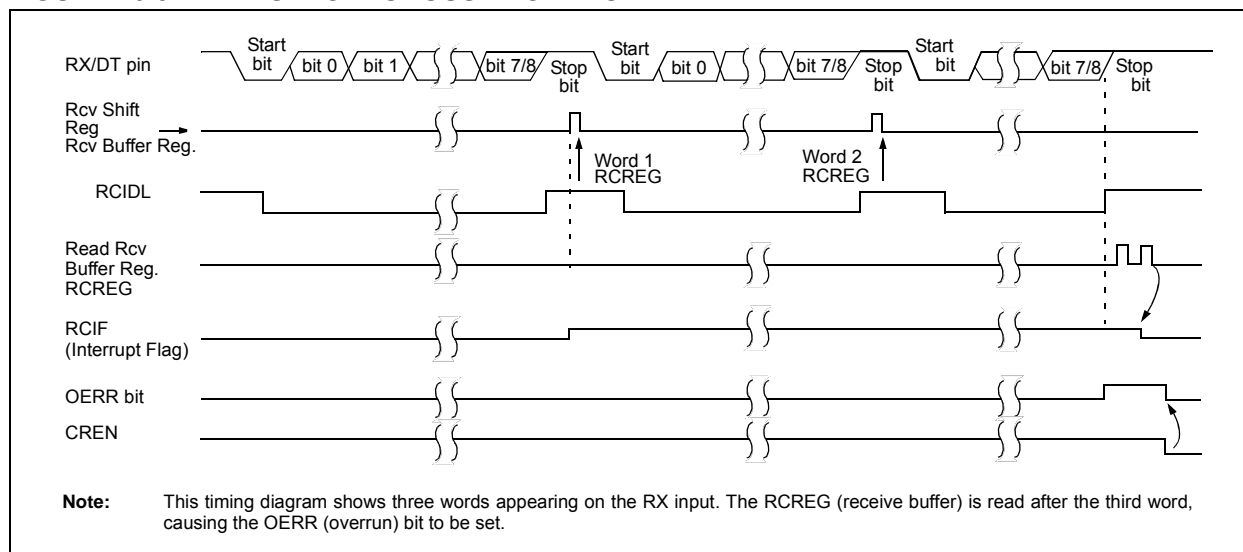 Start bit
bit 0
bit 1
bit 7/8
Stop bit
Start bit
bit 0
bit 7/8
Stop bit
Start bit
bit 7/8
Stop bit
RX/DT pin
Rcv Shift
Reg
Rcv Buffer Reg.
Word 1
RCREG
Word 2
RCREG
RCIDL
Read Rcv
Buffer Reg.
RCREG
RCIF
(Interrupt Flag)
OERR bit
CREN
Note: This timing diagram shows three words appearing on the RX input. The RCREG (receive buffer) is read after the third word,
causing the OERR (overrun) bit to be set.